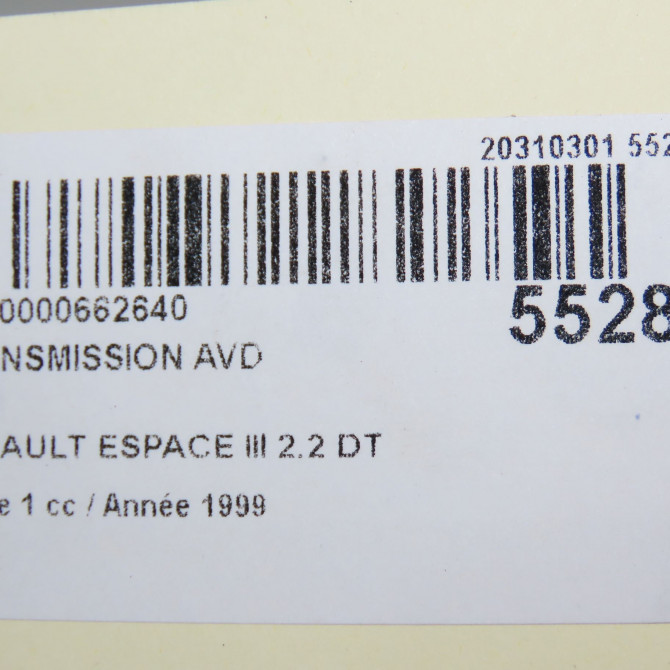 20310301 552
0000662640
5528
NSMISSION AVD
AULT ESPACE III 2.2 DT
e 1 cc / Année 1999